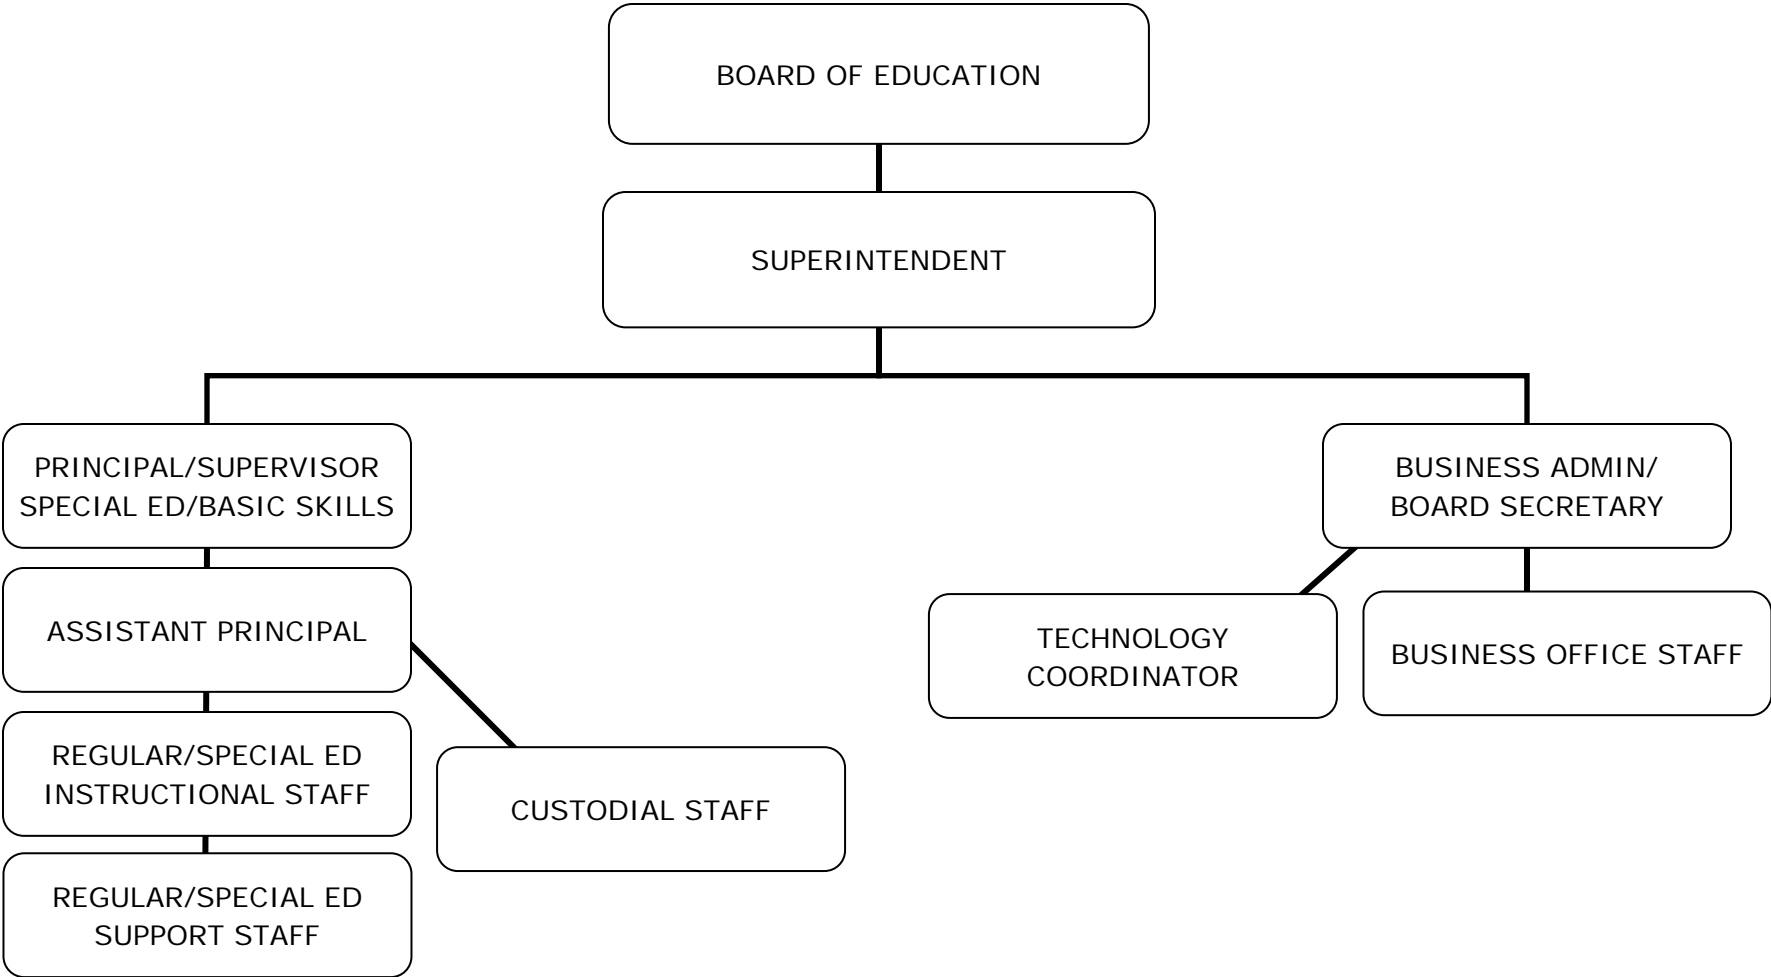 BOARD OF EDUCATION
SUPERINTENDENT
PRINCIPAL/SUPERVISOR
SPECIAL ED/BASIC SKILLS
BUSINESS ADMIN/
BOARD SECRETARY
ASSISTANT PRINCIPAL
TECHNOLOGY
COORDINATOR
BUSINESS OFFICE STAFF
REGULAR/SPECIAL ED
INSTRUCTIONAL STAFF
CUSTODIAL STAFF
REGULAR/SPECIAL ED
SUPPORT STAFF